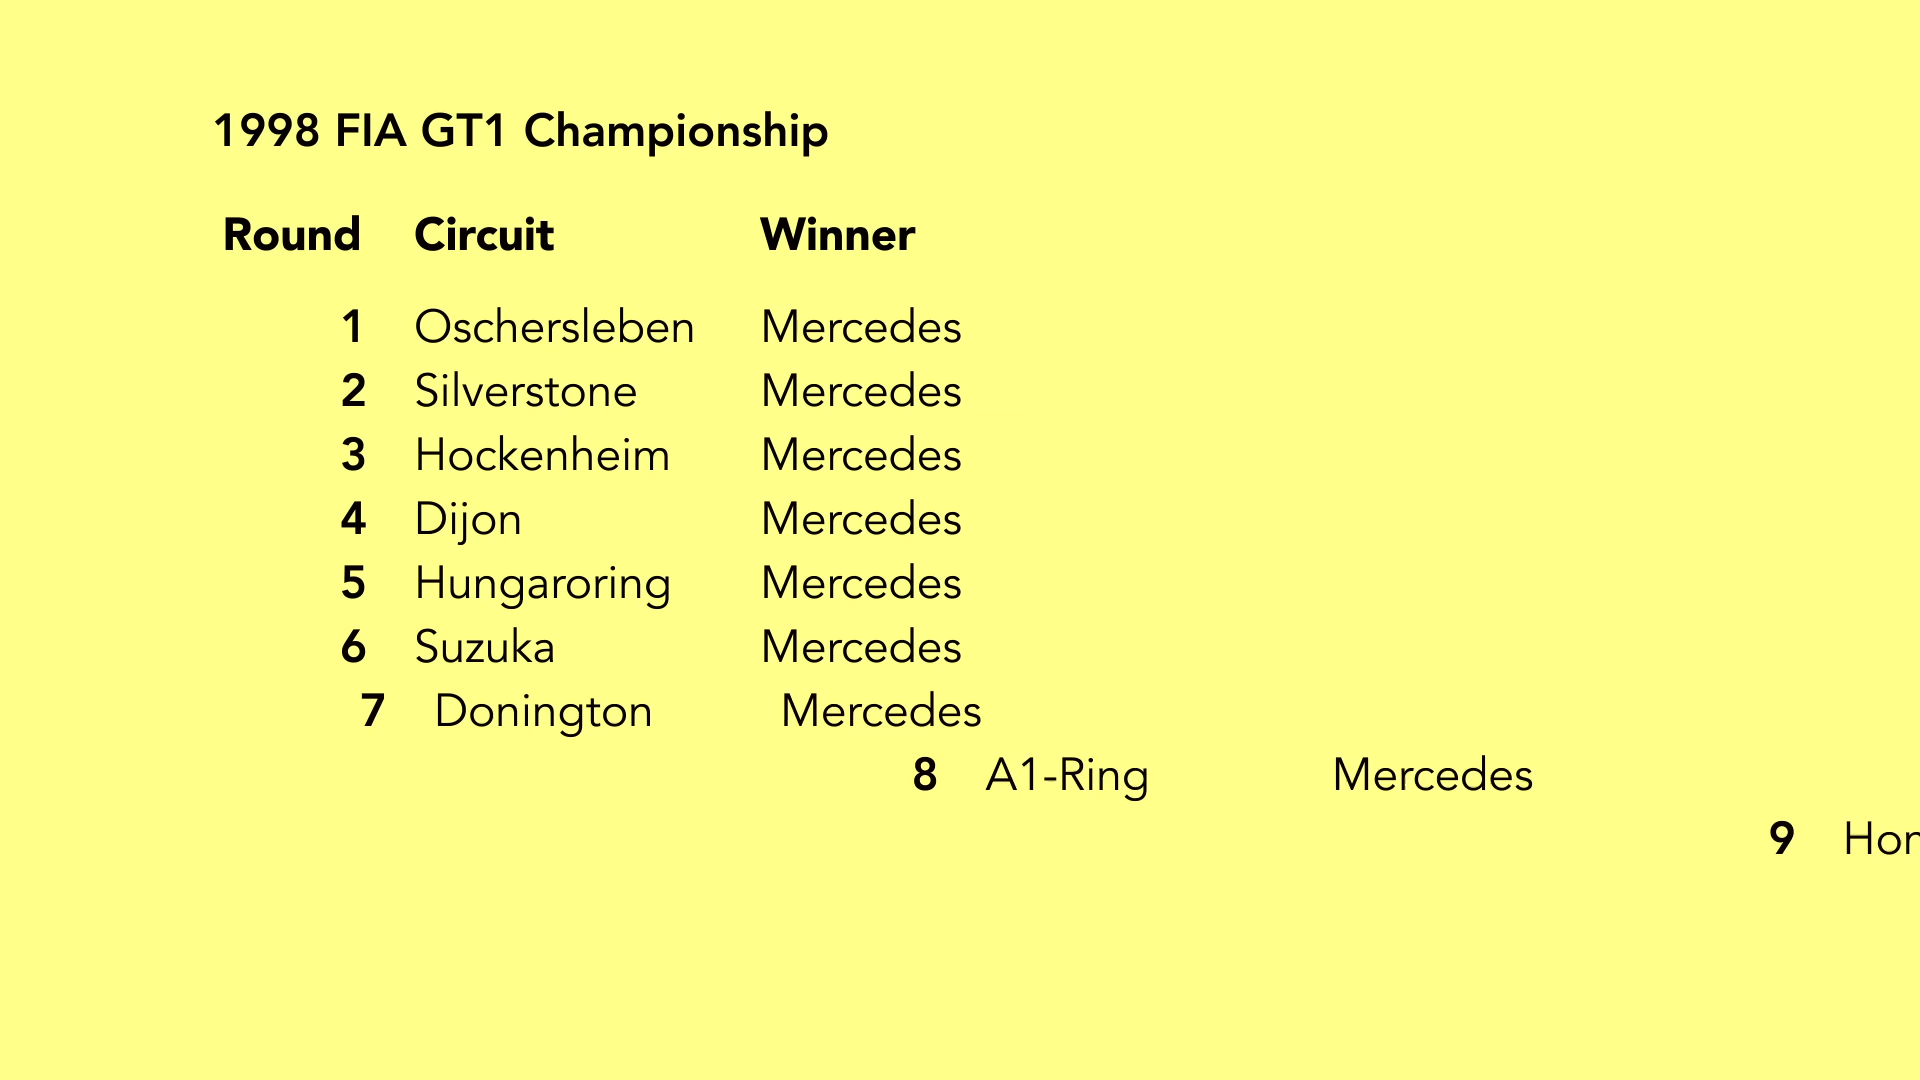 1998 FIA GT1 Championship
Round Circuit Winner
1 Oschersleben Mercedes
2 Silverstone Mercedes
3 Hockenheim Mercedes
4 Dijon Mercedes
5 Hungaroring Mercedes
6 Suzuka Mercedes
7 Donington Mercedes
8 A1-Ring Mercedes
9